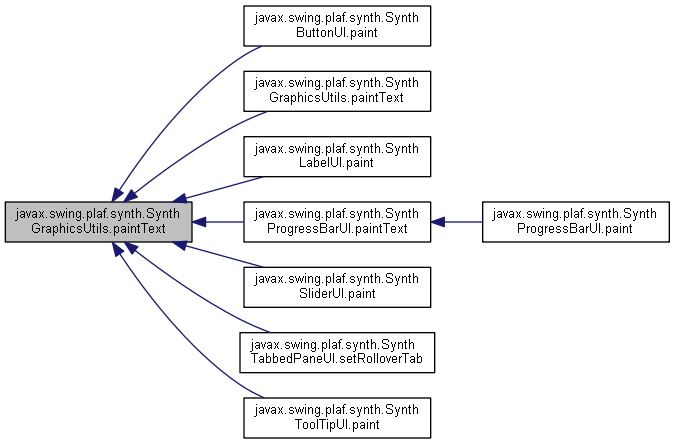 javax.swing.plaf.synth.Synth
ButtonUI.paint
javax.swing.plaf.synth.Synth
GraphicsUtils.paintText
javax.swing.plaf.synth.Synth
LabelUI.paint
javax.swing.plaf.synth.Synth
GraphicsUtils.paintText
javax.swing.plaf.synth.Synth
ProgressBarUI.paintText
javax.swing.plaf.synth.Synth
ProgressBarUI.paint
javax.swing.plaf.synth.Synth
SliderUI.paint
javax.swing.plaf.synth.Synth
TabbedPaneUI.setRolloverTab
javax.swing.plaf.synth.Synth
ToolTipUI.paint